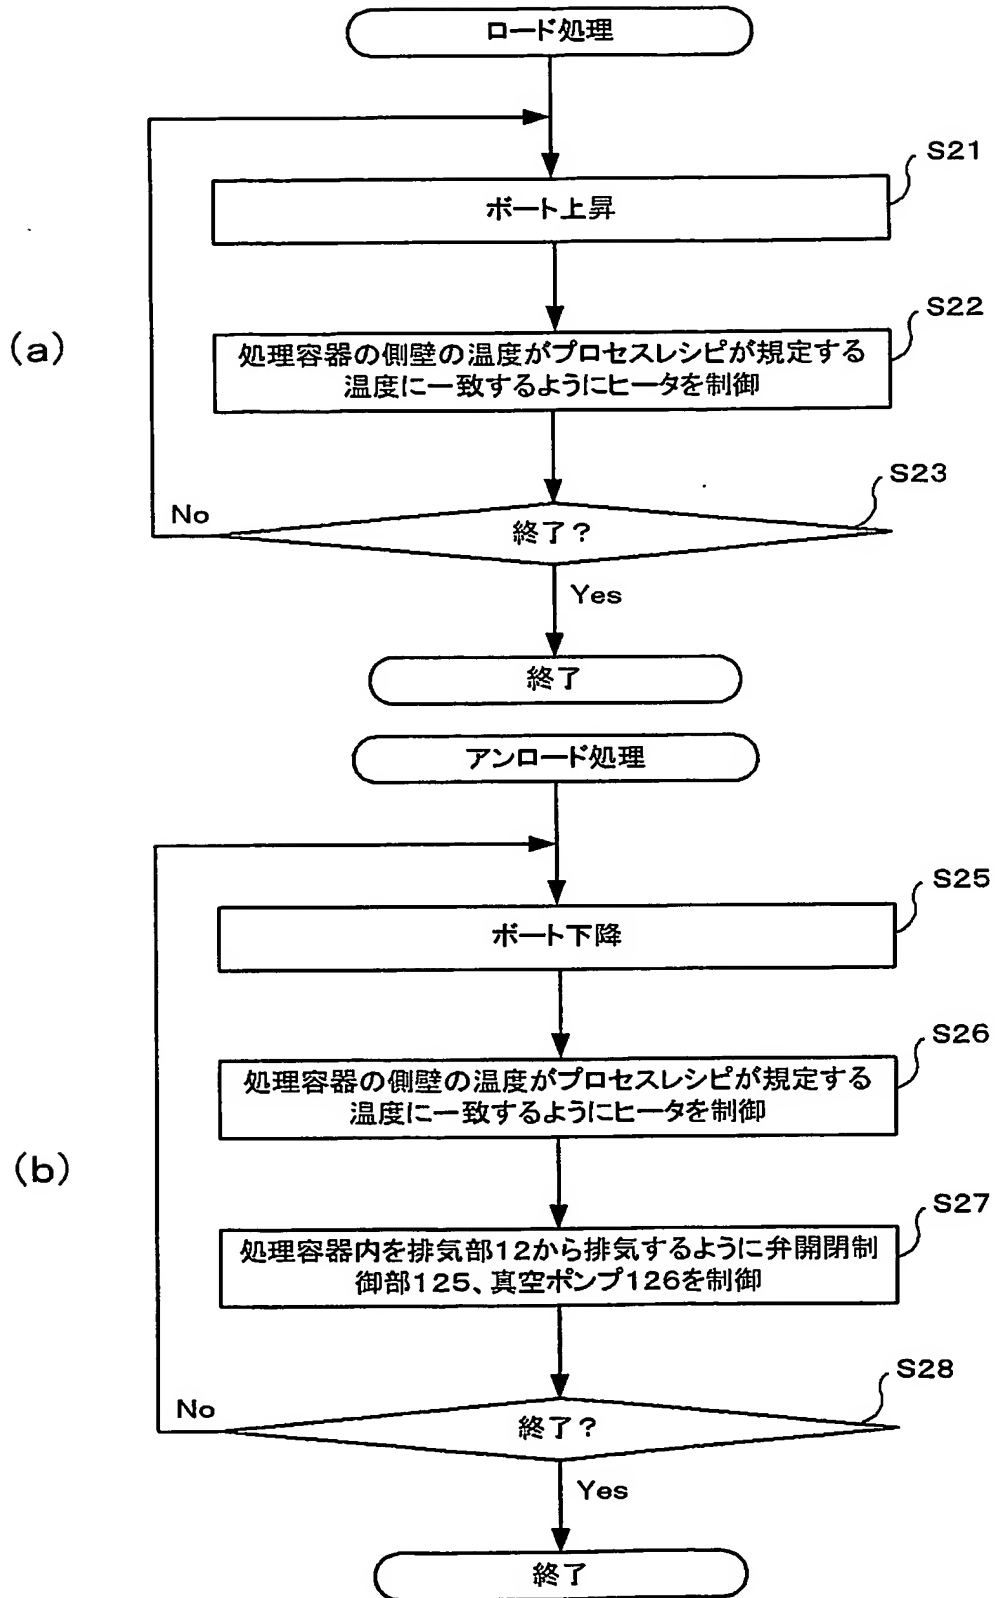 ロード処理
S21
ボート上昇
S22
(a)
処理容器の側壁の温度がプロセスレシピが規定する
温度に一致するようにヒータを制御
S23
No
終了？
Yes
終了
アンロード処理
S25
ボート下降
S26
処理容器の側壁の温度がプロセスレシピが規定する
温度に一致するようにヒータを制御
(b)
S27
処理容器内を排気部12から排気するように弁開閉制
御部125、真空ポンプ126を制御
S28
No
終了？
Yes
終了